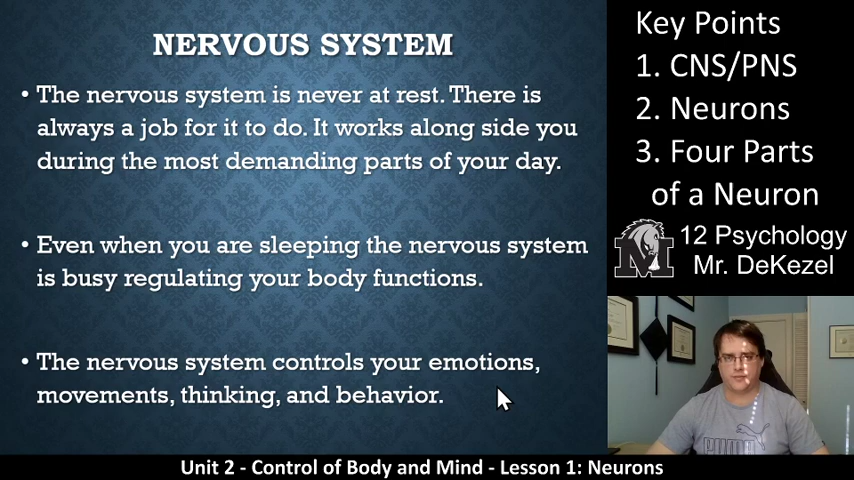 NERVOUS SYSTEM
• The nervous system is never at rest. There is
always a job for it to do. It works along side you
during the most demanding parts of your day.
• Even when you are sleeping the nervous system
is busy regulating your body functions.
• The nervous system controls your emotions,
movements, thinking, and behavior.
Key Points
1. CNS/PNS
2. Neurons
3. Four Parts
of a Neuron
M
12 Psychology
Mr. DeKezel
PUMA
Unit 2 - Control of Body and Mind - Lesson 1: Neurons